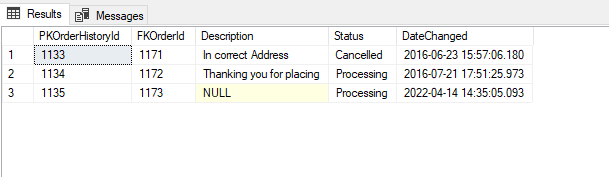 Results Messages
PKOrderHistoryId FKOrderId Description Status DateChanged
1 1133 1171 In correct Address Cancelled 2016-06-23 15:57:06.180
2 1134 1172 Thanking you for placing Processing 2016-07-21 17:51:25.973
3 1135 1173 NULL Processing 2022-04-14 14:35:05.093